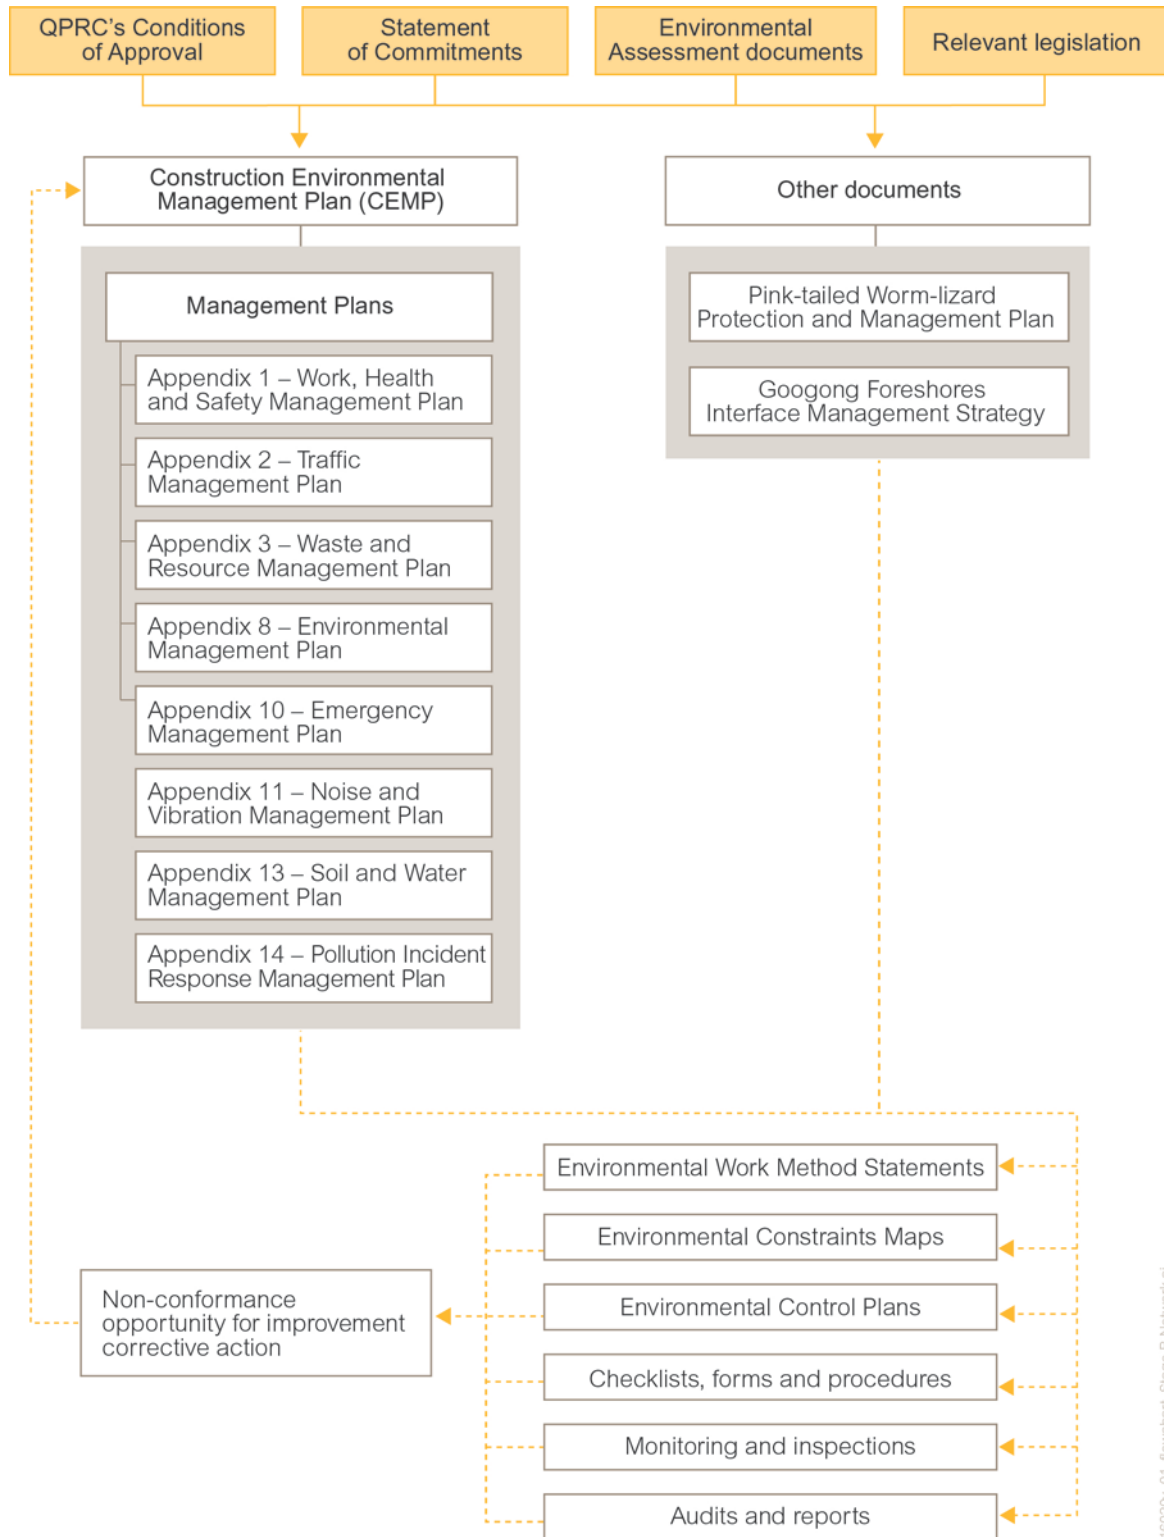 QPRC's Conditions
of Approval
Statement
of Commitments
Environmental
Assessment documents
Relevant legislation
Construction Environmental
Management Plan (CEMP)
Other documents
Management Plans
Appendix 1 – Work, Health
and Safety Management Plan
Appendix 2 – Traffic
Management Plan
Appendix 3 – Waste and
Resource Management Plan
Appendix 8 – Environmental
Management Plan
Appendix 10 – Emergency
Management Plan
Appendix 11 – Noise and
Vibration Management Plan
Appendix 13 – Soil and Water
Management Plan
Appendix 14 – Pollution Incident
Response Management Plan
Pink-tailed Worm-lizard
Protection and Management Plan
Googong Foreshores
Interface Management Strategy
Environmental Work Method Statements
Environmental Constraints Maps
Environmental Control Plans
Checklists, forms and procedures
Monitoring and inspections
Audits and reports
Non-conformance
opportunity for improvement
corrective action